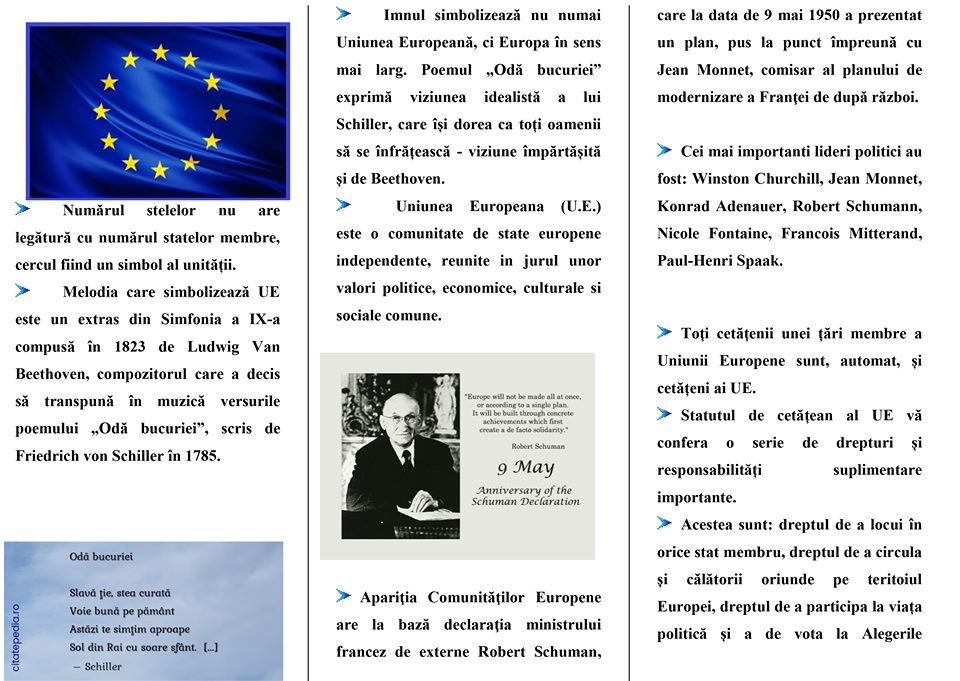 Numărul stelelor nu are
legătură cu numărul statelor membre,
cercul fiind un simbol al unității.
Melodia care simbolizează UE
este un extras din Simfonia a IX-a
compusă în 1823 de Ludwig Van
Beethoven, compozitorul care a decis
să transpună în muzică versurile
poemului „Odă bucuriei”, scris de
Friedrich von Schiller în 1785.
citatepedia.ro
Odă bucuriei
Slavă ţie, stea curată
Voie bună pe pământ
Astăzi te simţim aproape
Sol din Rai cu soare sfânt. [...]
— Schiller
Imnul simbolizează nu numai
Uniunea Europeană, ci Europa în sens
mai larg. Poemul „Odă bucuriei”
exprimă viziunea idealistă a lui
Schiller, care își dorea ca toți oamenii
să se înfrățească - viziune împărtășită
și de Beethoven.
Uniunea Europeana (U.E.)
este o comunitate de state europene
independente, reunite in jurul unor
valori politice, economice, culturale si
sociale comune.
"Europe will not be made all at once,
or according to a single plan.
It will be built through concrete
achievements which first
create a de facto solidarity."
Robert Schuman
9 May
Anniversary of the
Schuman Declaration
Apariţia Comunităţilor Europene
are la bază declaraţia ministrului
francez de externe Robert Schuman,
care la data de 9 mai 1950 a prezentat
un plan, pus la punct împreună cu
Jean Monnet, comisar al planului de
modernizare a Franţei de după război.
Cei mai importanti lideri politici au
fost: Winston Churchill, Jean Monnet,
Konrad Adenauer, Robert Schumann,
Nicole Fontaine, Francois Mitterand,
Paul-Henri Spaak.
Toți cetățenii unei țări membre a
Uniunii Europene sunt, automat, și
cetățeni ai UE.
Statutul de cetățean al UE vă
confera o serie de drepturi și
responsabilități suplimentare
importante.
Acestea sunt: dreptul de a locui în
orice stat membru, dreptul de a circula
și călătorii oriunde pe teritoiul
Europei, dreptul de a participa la viața
politică și a de vota la Alegerile